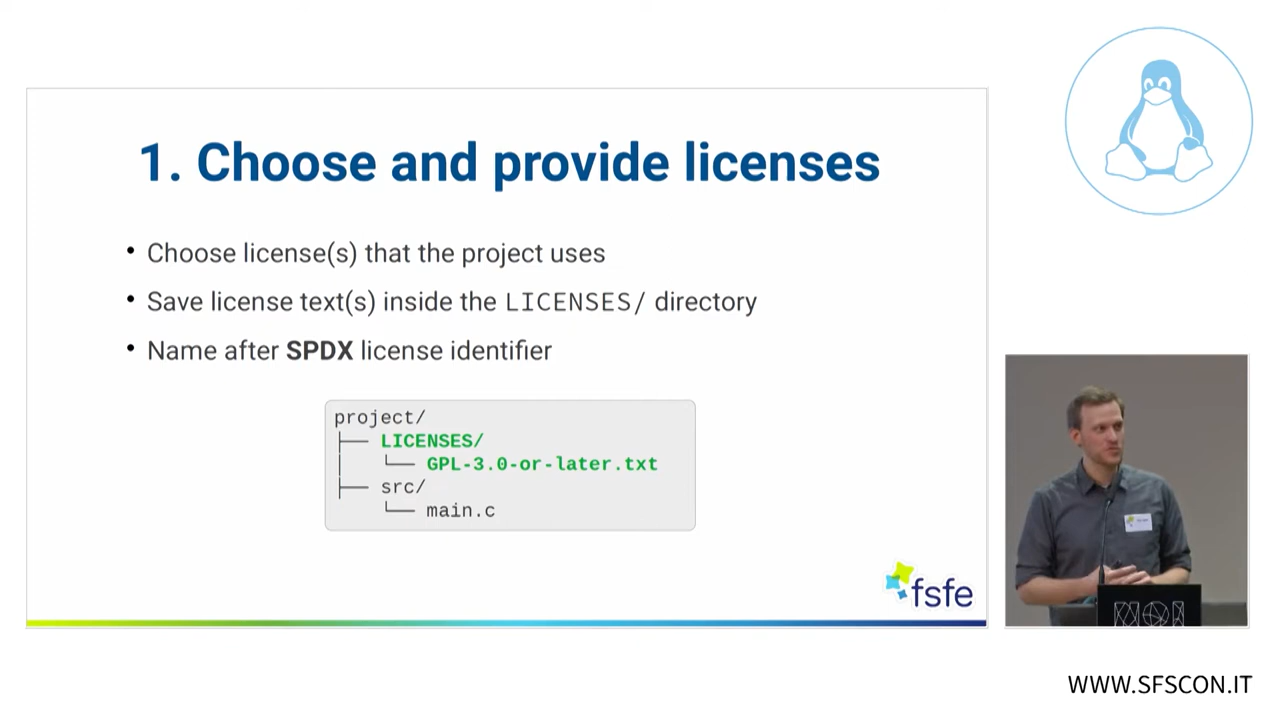 1. Choose and provide licenses
• Choose license(s) that the project uses
• Save license text(s) inside the LICENSES/ directory
• Name after SPDX license identifier
project/
├── LICENSES/
│   └── GPL-3.0-or-later.txt
├── src/
    └── main.c
fsfe
NOI
WWW.SFSCON.IT